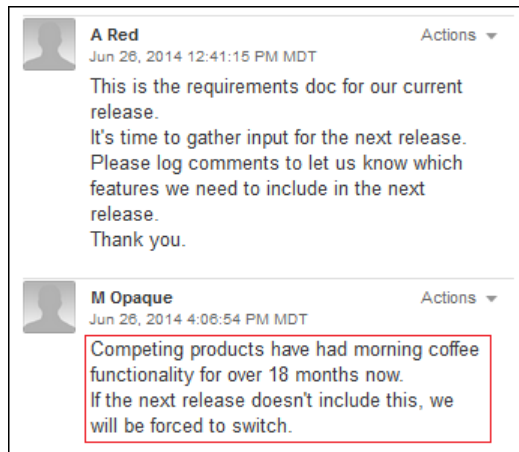 A Red Actions
Jun 26, 2014 12:41:15 PM MDT
This is the requirements doc for our current
release.
It's time to gather input for the next release.
Please log comments to let us know which
features we need to include in the next
release.
Thank you.
M Opaque Actions
Jun 26, 2014 4:06:54 PM MDT
Competing products have had morning coffee
functionality for over 18 months now.
If the next release doesn't include this, we
will be forced to switch.